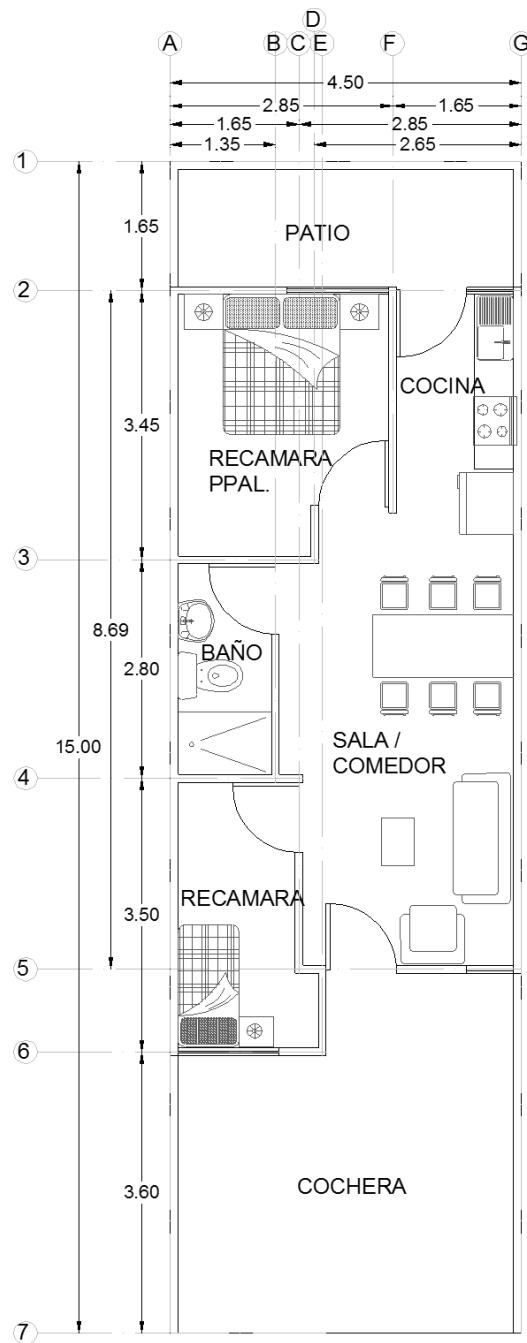 D
A B C E F G
4.50
2.85 1.65
1.65 2.85
1.35 2.65
1
1.65
PATIO
2
COCINA
3.45
RECAMARA
PPAL.
3
8.69
2.80
BAÑO
SALA /
COMEDOR
15.00
4
RECAMARA
3.50
5
6
COCHERA
3.60
7